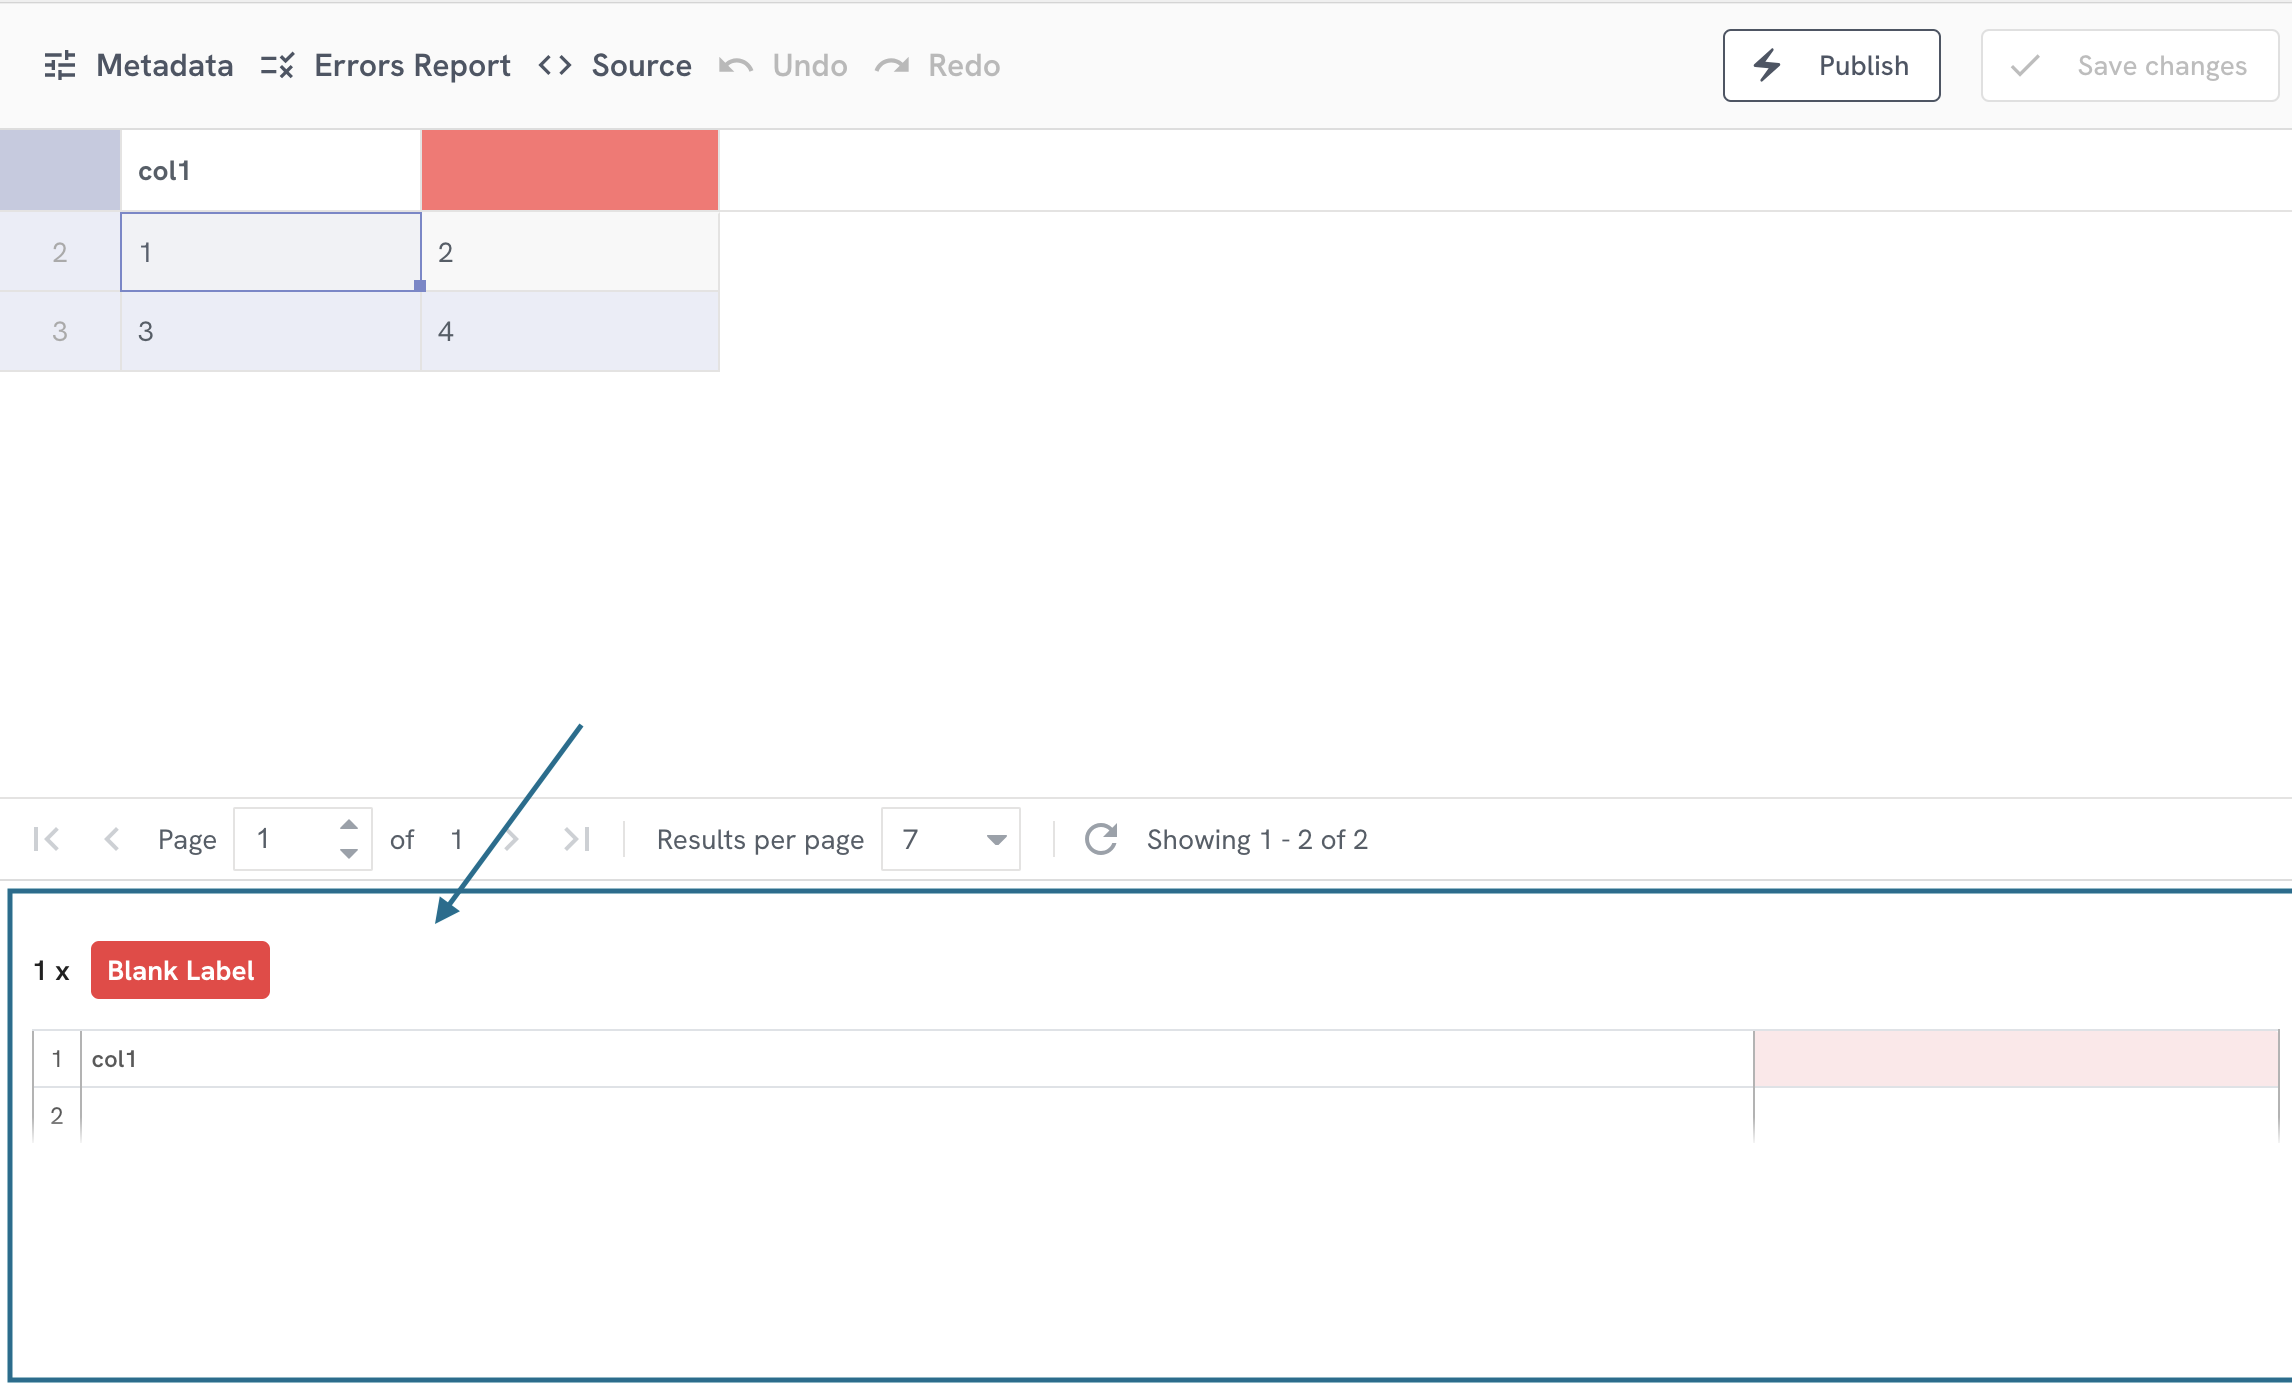 Metadata Errors Report Source Undo Redo Publish Save changes
col1
2 1 2
3 3 4
Page 1 of 1 Results per page 7 Showing 1 - 2 of 2
1 x Blank Label
1 col1
2